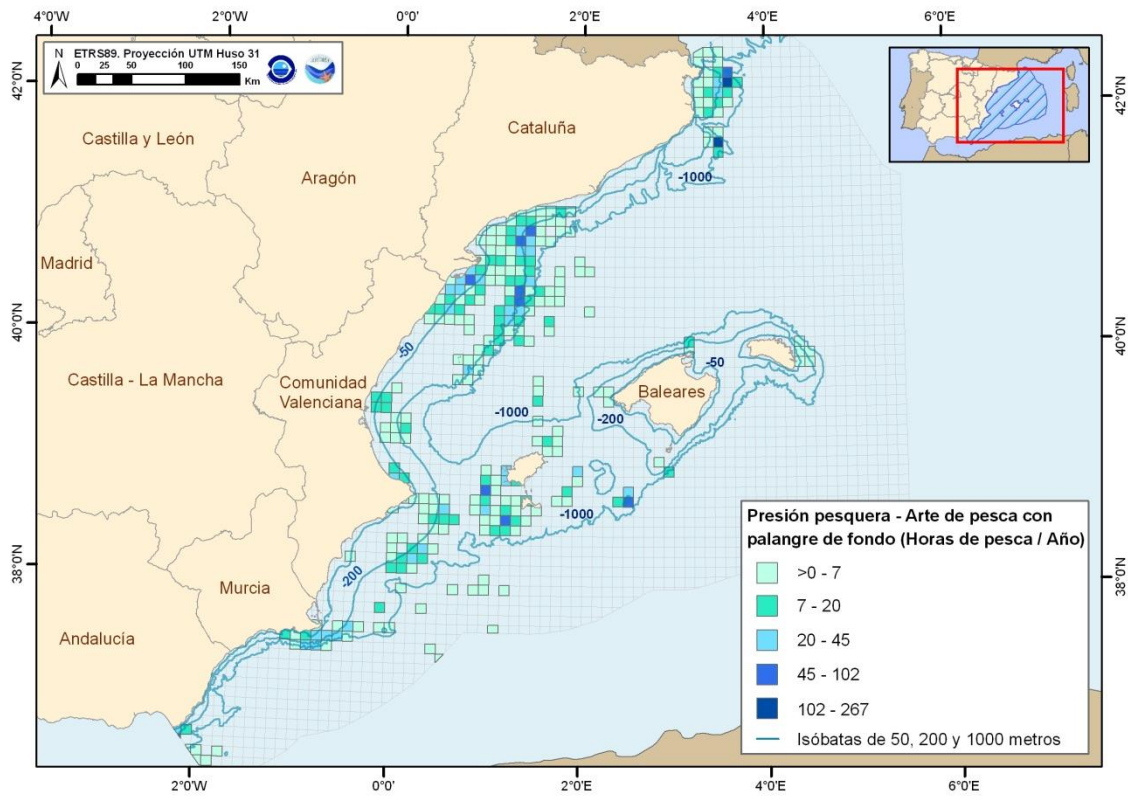 4°0'W
2°0'W
0°0'
2°0'E
4°0'E
6°0'E
N ETRS89. Proyección UTM Huso 31
0 25 50 100 150
Km
42°0'N
42°0'N
Cataluña
Castilla y León
Aragón
-1000
Madrid
40°0'N
40°0'N
-50
-50
Castilla - La Mancha
Comunidad
Valenciana
Baleares
-1000
-200
-1000
38°0'N
38°0'N
-200
Murcia
Andalucia
Presión pesquera - Arte de pesca con
palangre de fondo (Horas de pesca / Año)
>0 - 7
7 - 20
20 - 45
45 - 102
102 - 267
Isóbatas de 50, 200 y 1000 metros
2°0'W
0°0'
2°0'E
4°0'E
6°0'E